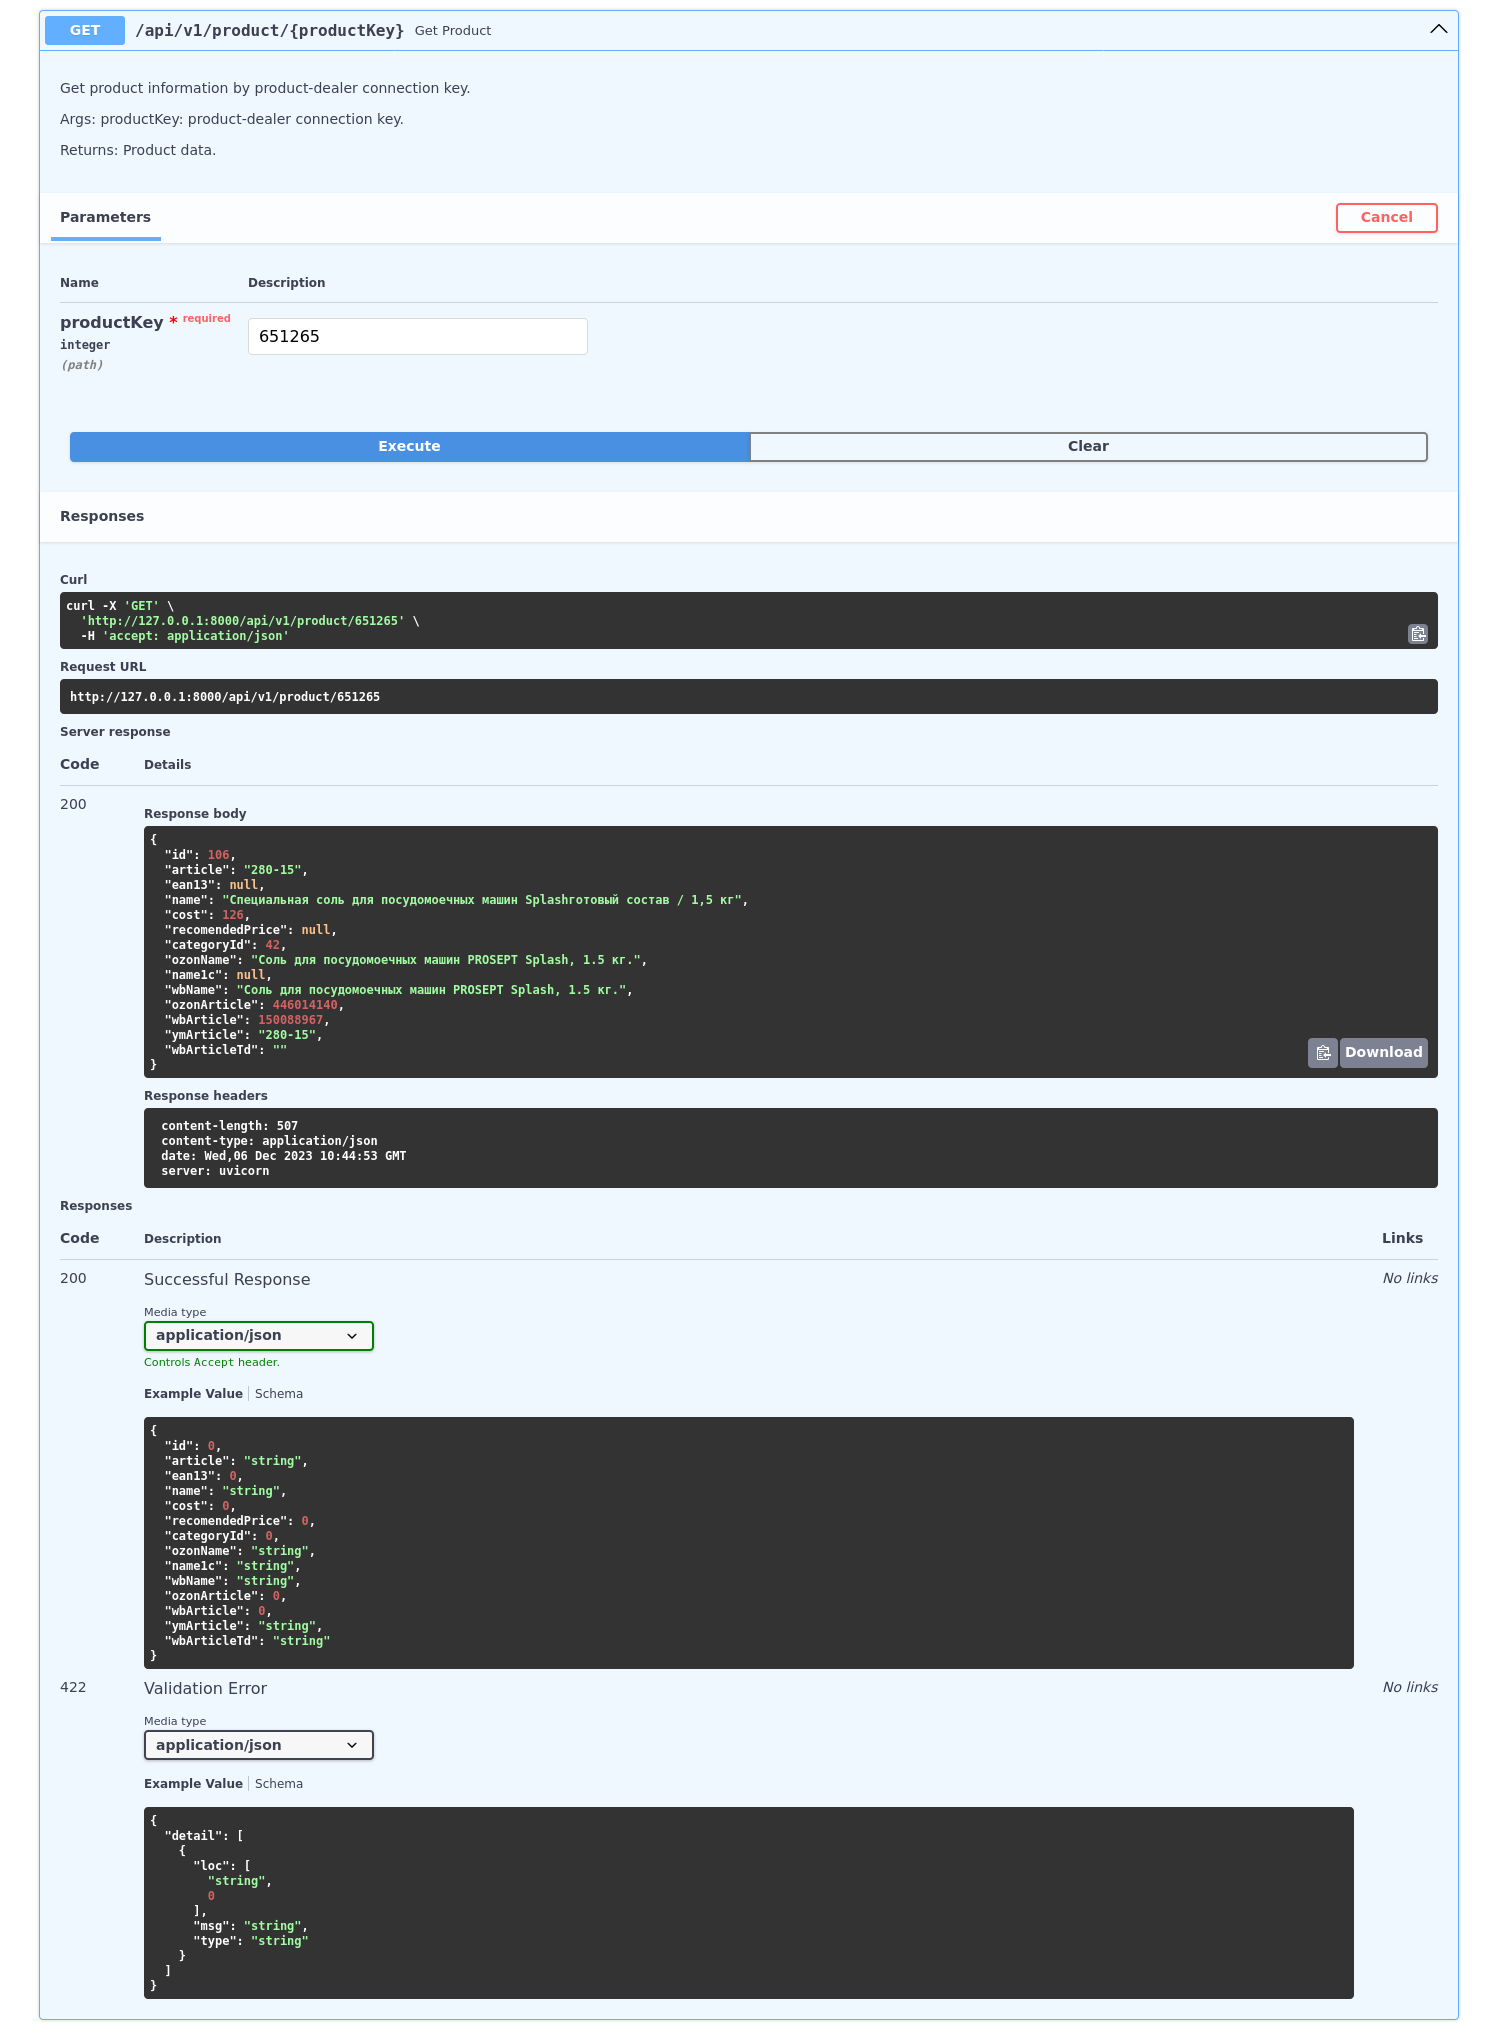 GET /api/v1/product/{productKey} Get Product
Get product information by product-dealer connection key.
Args: productKey: product-dealer connection key.
Returns: Product data.
Parameters
Cancel
Name Description
productKey * required
integer
(path)
651265
Execute Clear
Responses
Curl
curl -X 'GET' \
  'http://127.0.0.1:8000/api/v1/product/651265' \
  -H 'accept: application/json'
Request URL
http://127.0.0.1:8000/api/v1/product/651265
Server response
Code Details
200
Response body
{
  "id": 106,
  "article": "280-15",
  "ean13": null,
  "name": "Специальная соль для посудомоечных машин Splashготовый состав / 1,5 кг",
  "cost": 126,
  "recomendedPrice": null,
  "categoryId": 42,
  "ozonName": "Соль для посудомоечных машин PROSEPT Splash, 1.5 кг.",
  "name1c": null,
  "wbName": "Соль для посудомоечных машин PROSEPT Splash, 1.5 кг.",
  "ozonArticle": 446014140,
  "wbArticle": 150088967,
  "ymArticle": "280-15",
  "wbArticleTd": ""
}
Download
Response headers
content-length: 507
content-type: application/json
date: Wed,06 Dec 2023 10:44:53 GMT
server: uvicorn
Responses
Code Description Links
200 Successful Response No links
Media type
application/json
Controls Accept header.
Example Value Schema
{
  "id": 0,
  "article": "string",
  "ean13": 0,
  "name": "string",
  "cost": 0,
  "recomendedPrice": 0,
  "categoryId": 0,
  "ozonName": "string",
  "name1c": "string",
  "wbName": "string",
  "ozonArticle": 0,
  "wbArticle": 0,
  "ymArticle": "string",
  "wbArticleTd": "string"
}
422 Validation Error No links
Media type
application/json
Example Value Schema
{
  "detail": [
    {
      "loc": [
        "string",
        0
      ],
      "msg": "string",
      "type": "string"
    }
  ]
}